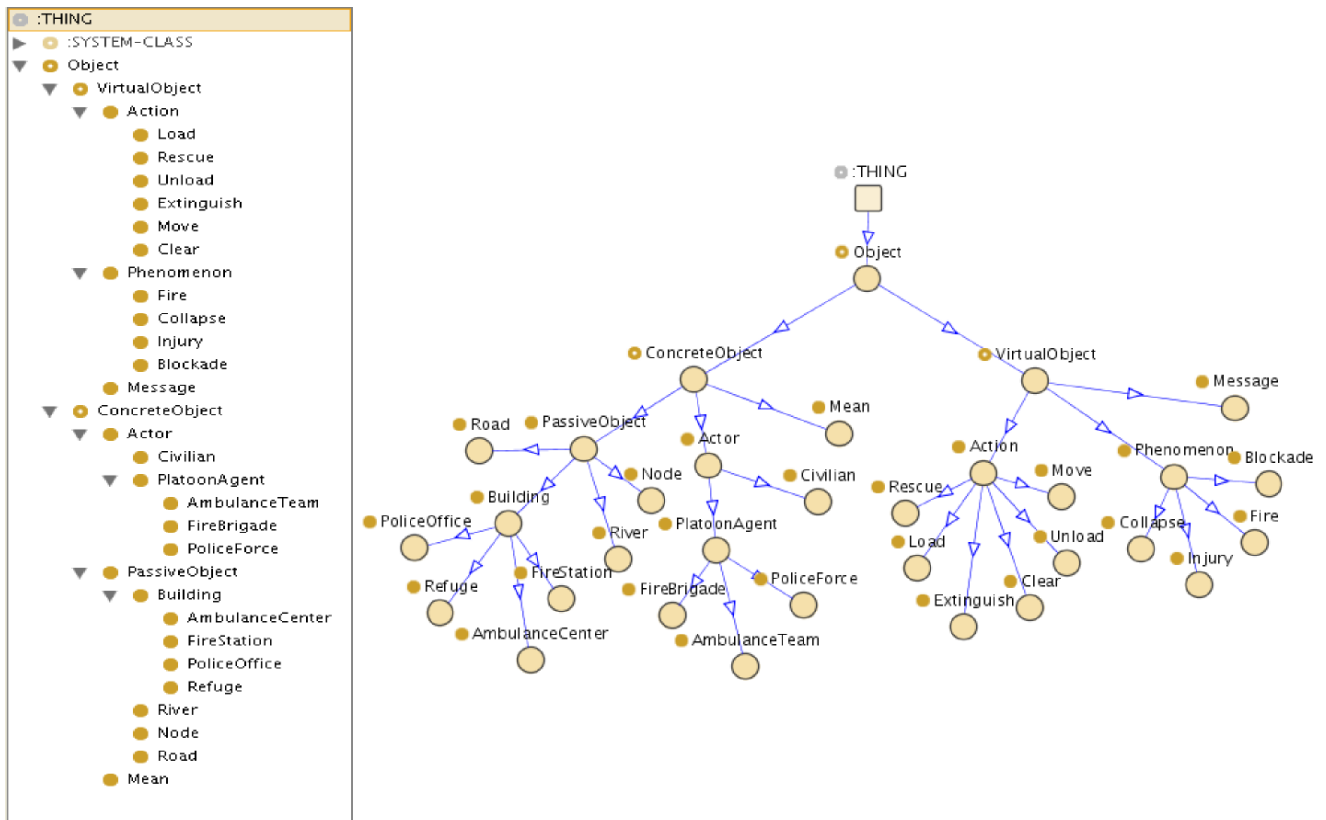 :THING
:SYSTEM-CLASS
Object
VirtualObject
Action
Load
Rescue
Unload
Extinguish
Move
Clear
Phenomenon
Fire
Collapse
Injury
Blockade
Message
ConcreteObject
Actor
Civilian
PlatoonAgent
AmbulanceTeam
FireBrigade
PoliceForce
PassiveObject
Building
AmbulanceCenter
FireStation
PoliceOffice
Refuge
River
Node
Road
Mean
:THING
Object
ConcreteObject
VirtualObject
Message
Mean
Road
PassiveObject
Actor
Action
Phenomenon
Blockade
Node
Civilian
Move
Rescue
Building
PoliceOffice
River
PlatoonAgent
Load
Unload
Collapse
Fire
Refuge
FireStation
FireBrigade
PoliceForce
Clear
Injury
Extinguish
AmbulanceCenter
AmbulanceTeam